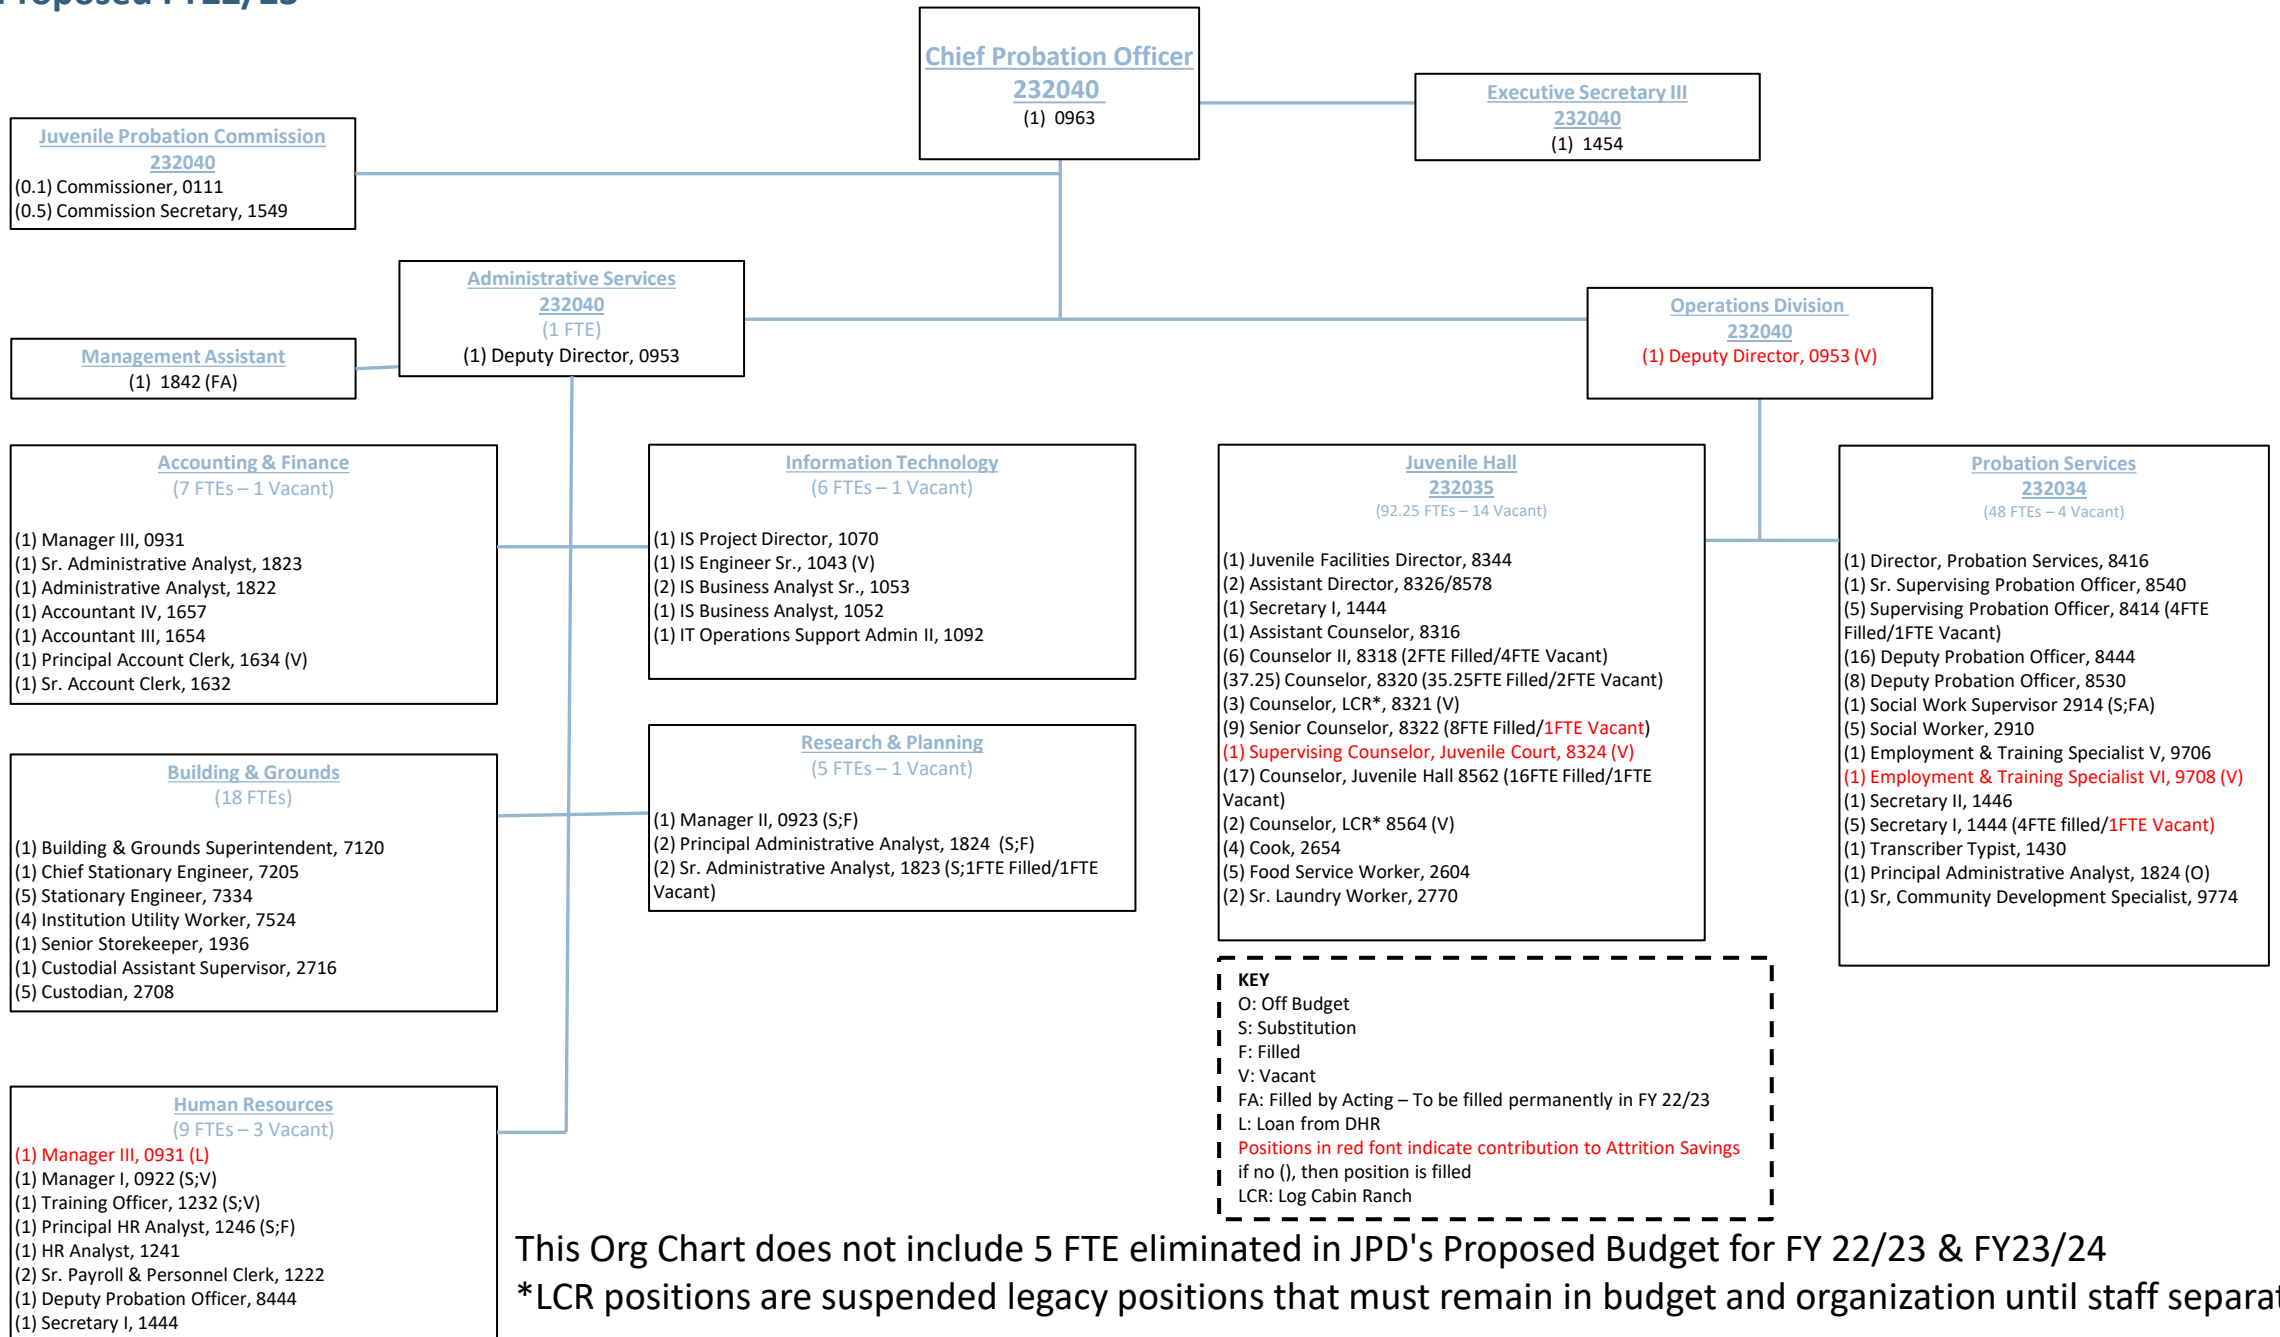 Proposed FY22/23
Chief Probation Officer
232040
(1) 0963
Executive Secretary III
232040
(1) 1454
Juvenile Probation Commission
232040
(0.1) Commissioner, 0111
(0.5) Commission Secretary, 1549
Administrative Services
232040
(1 FTE)
(1) Deputy Director, 0953
Operations Division
232040
(1) Deputy Director, 0953 (V)
Management Assistant
(1) 1842 (FA)
Accounting & Finance
(7 FTEs – 1 Vacant)
(1) Manager III, 0931
(1) Sr. Administrative Analyst, 1823
(1) Administrative Analyst, 1822
(1) Accountant IV, 1657
(1) Accountant III, 1654
(1) Principal Account Clerk, 1634 (V)
(1) Sr. Account Clerk, 1632
Information Technology
(6 FTEs – 1 Vacant)
(1) IS Project Director, 1070
(1) IS Engineer Sr., 1043 (V)
(2) IS Business Analyst Sr., 1053
(1) IS Business Analyst, 1052
(1) IT Operations Support Admin II, 1092
Juvenile Hall
232035
(92.25 FTEs – 14 Vacant)
(1) Juvenile Facilities Director, 8344
(2) Assistant Director, 8326/8578
(1) Secretary I, 1444
(1) Assistant Counselor, 8316
(6) Counselor II, 8318 (2FTE Filled/4FTE Vacant)
(37.25) Counselor, 8320 (35.25FTE Filled/2FTE Vacant)
(3) Counselor, LCR*, 8321 (V)
(9) Senior Counselor, 8322 (8FTE Filled/1FTE Vacant)
(1) Supervising Counselor, Juvenile Court, 8324 (V)
(17) Counselor, Juvenile Hall 8562 (16FTE Filled/1FTE
Vacant)
(2) Counselor, LCR* 8564 (V)
(4) Cook, 2654
(5) Food Service Worker, 2604
(2) Sr. Laundry Worker, 2770
Probation Services
232034
(48 FTEs – 4 Vacant)
(1) Director, Probation Services, 8416
(1) Sr. Supervising Probation Officer, 8540
(5) Supervising Probation Officer, 8414 (4FTE
Filled/1FTE Vacant)
(16) Deputy Probation Officer, 8444
(8) Deputy Probation Officer, 8530
(1) Social Work Supervisor 2914 (S;FA)
(5) Social Worker, 2910
(1) Employment & Training Specialist V, 9706
(1) Employment & Training Specialist VI, 9708 (V)
(1) Secretary II, 1446
(5) Secretary I, 1444 (4FTE filled/1FTE Vacant)
(1) Transcriber Typist, 1430
(1) Principal Administrative Analyst, 1824 (O)
(1) Sr, Community Development Specialist, 9774
Building & Grounds
(18 FTEs)
(1) Building & Grounds Superintendent, 7120
(1) Chief Stationary Engineer, 7205
(5) Stationary Engineer, 7334
(4) Institution Utility Worker, 7524
(1) Senior Storekeeper, 1936
(1) Custodial Assistant Supervisor, 2716
(5) Custodian, 2708
Research & Planning
(5 FTEs – 1 Vacant)
(1) Manager II, 0923 (S;F)
(2) Principal Administrative Analyst, 1824 (S;F)
(2) Sr. Administrative Analyst, 1823 (S;1FTE Filled/1FTE
Vacant)
KEY
O: Off Budget
S: Substitution
F: Filled
V: Vacant
FA: Filled by Acting – To be filled permanently in FY 22/23
L: Loan from DHR
Positions in red font indicate contribution to Attrition Savings
if no (), then position is filled
LCR: Log Cabin Ranch
Human Resources
(9 FTEs – 3 Vacant)
(1) Manager III, 0931 (L)
(1) Manager I, 0922 (S;V)
(1) Training Officer, 1232 (S;V)
(1) Principal HR Analyst, 1246 (S;F)
(1) HR Analyst, 1241
(2) Sr. Payroll & Personnel Clerk, 1222
(1) Deputy Probation Officer, 8444
(1) Secretary I, 1444
This Org Chart does not include 5 FTE eliminated in JPD's Proposed Budget for FY 22/23 & FY23/24
*LCR positions are suspended legacy positions that must remain in budget and organization until staff separat